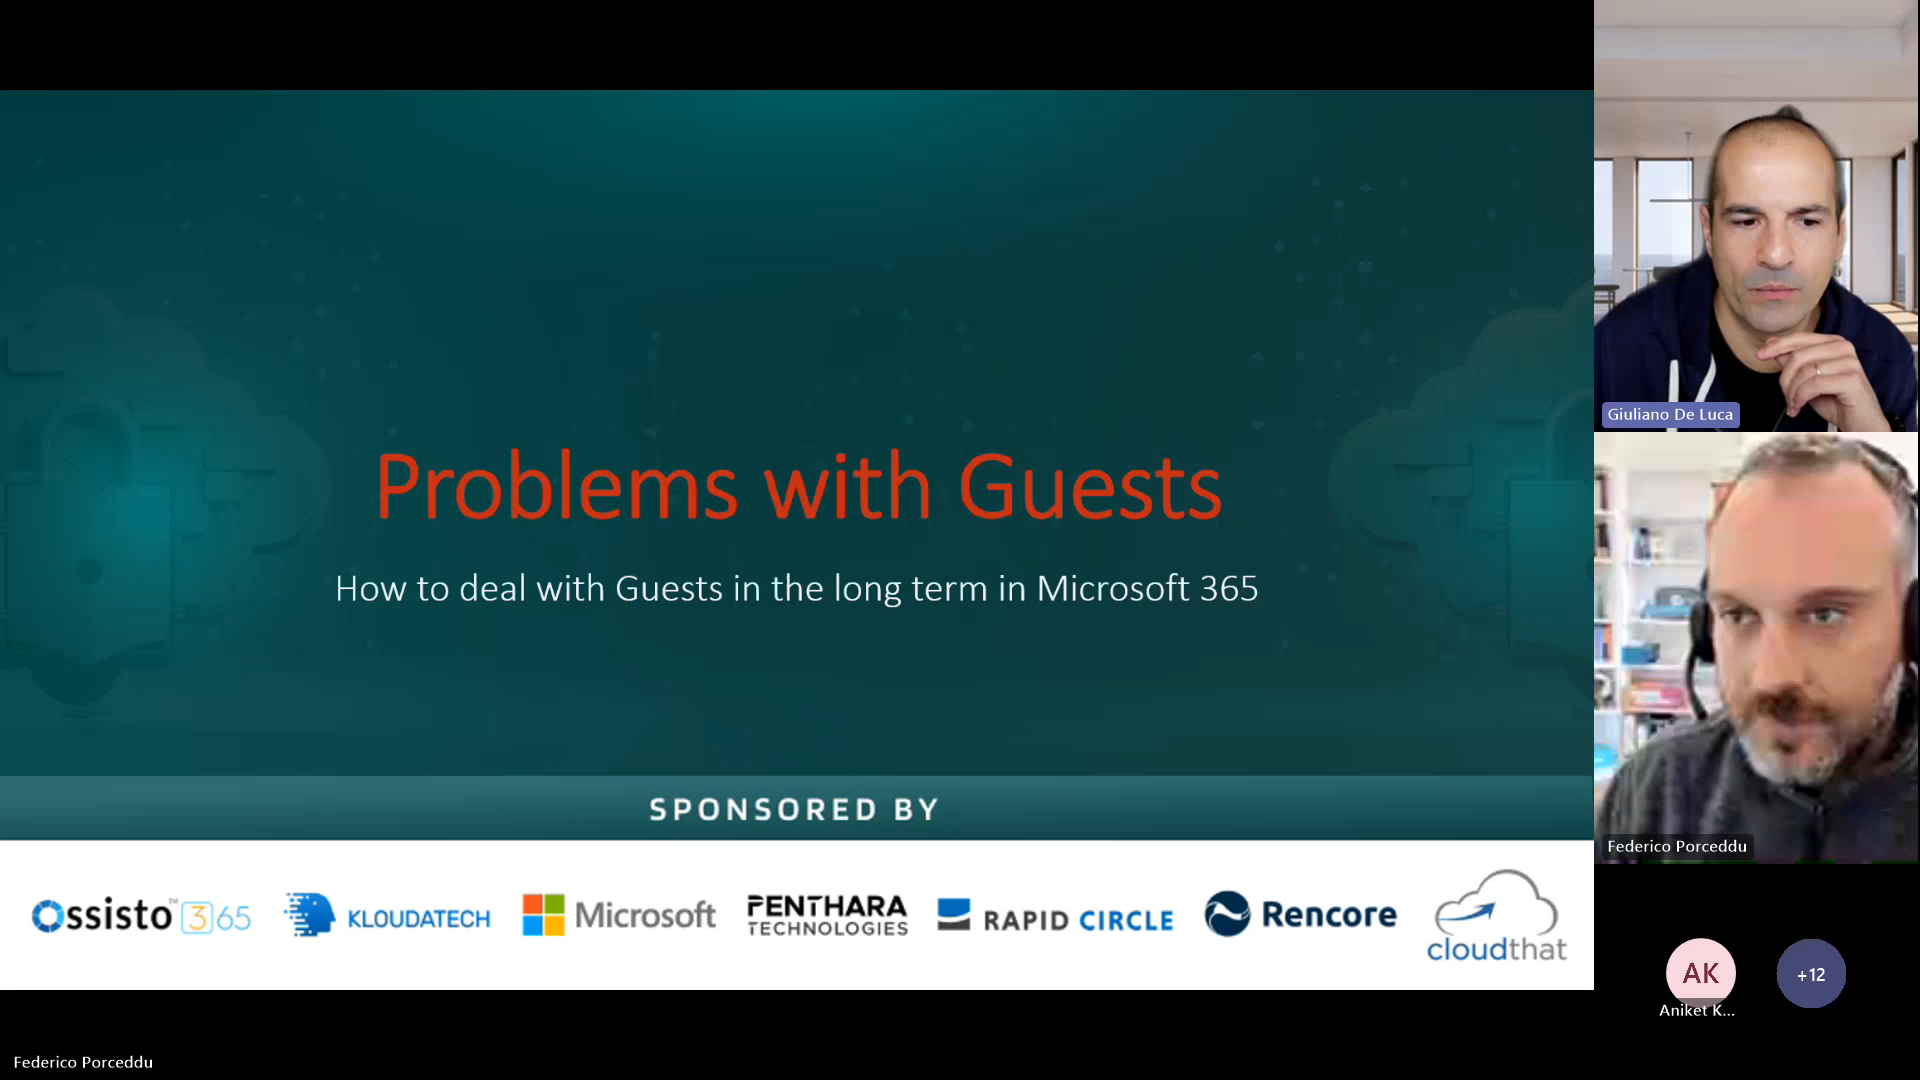 Problems with Guests
How to deal with Guests in the long term in Microsoft 365
SPONSORED BY
Ossisto™ 365
KLOUDATECH
Microsoft
PENTHARA
TECHNOLOGIES
RAPID CIRCLE
Rencore
cloudthat
Giuliano De Luca
Federico Porceddu
AK
Aniket K...
+12
Federico Porceddu